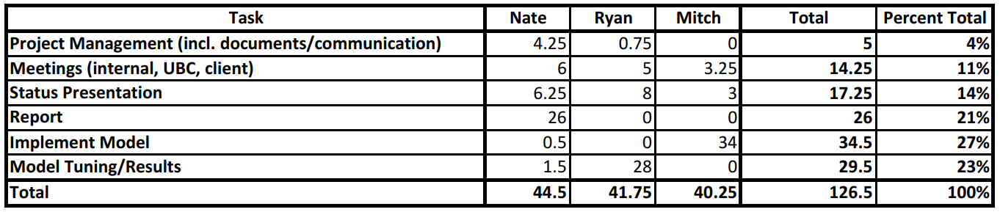 Task Nate Ryan Mitch Total Percent Total
Project Management (incl. documents/communication) 4.25 0.75 0 5 4%
Meetings (internal, UBC, client) 6 5 3.25 14.25 11%
Status Presentation 6.25 8 3 17.25 14%
Report 26 0 0 26 21%
Implement Model 0.5 0 34 34.5 27%
Model Tuning/Results 1.5 28 0 29.5 23%
Total 44.5 41.75 40.25 126.5 100%